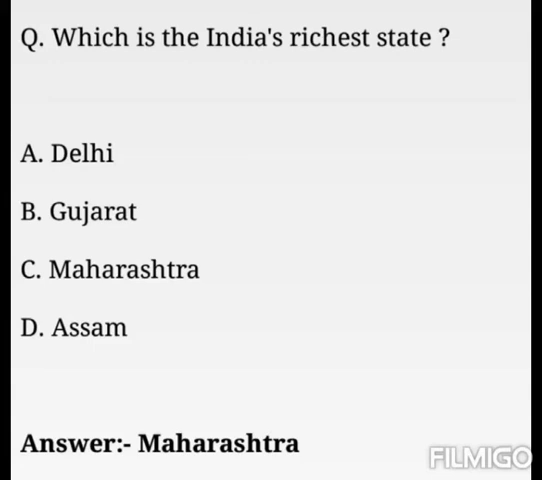 Q. Which is the India's richest state ?
A. Delhi
B. Gujarat
C. Maharashtra
D. Assam
Answer:- Maharashtra
FILMIGO